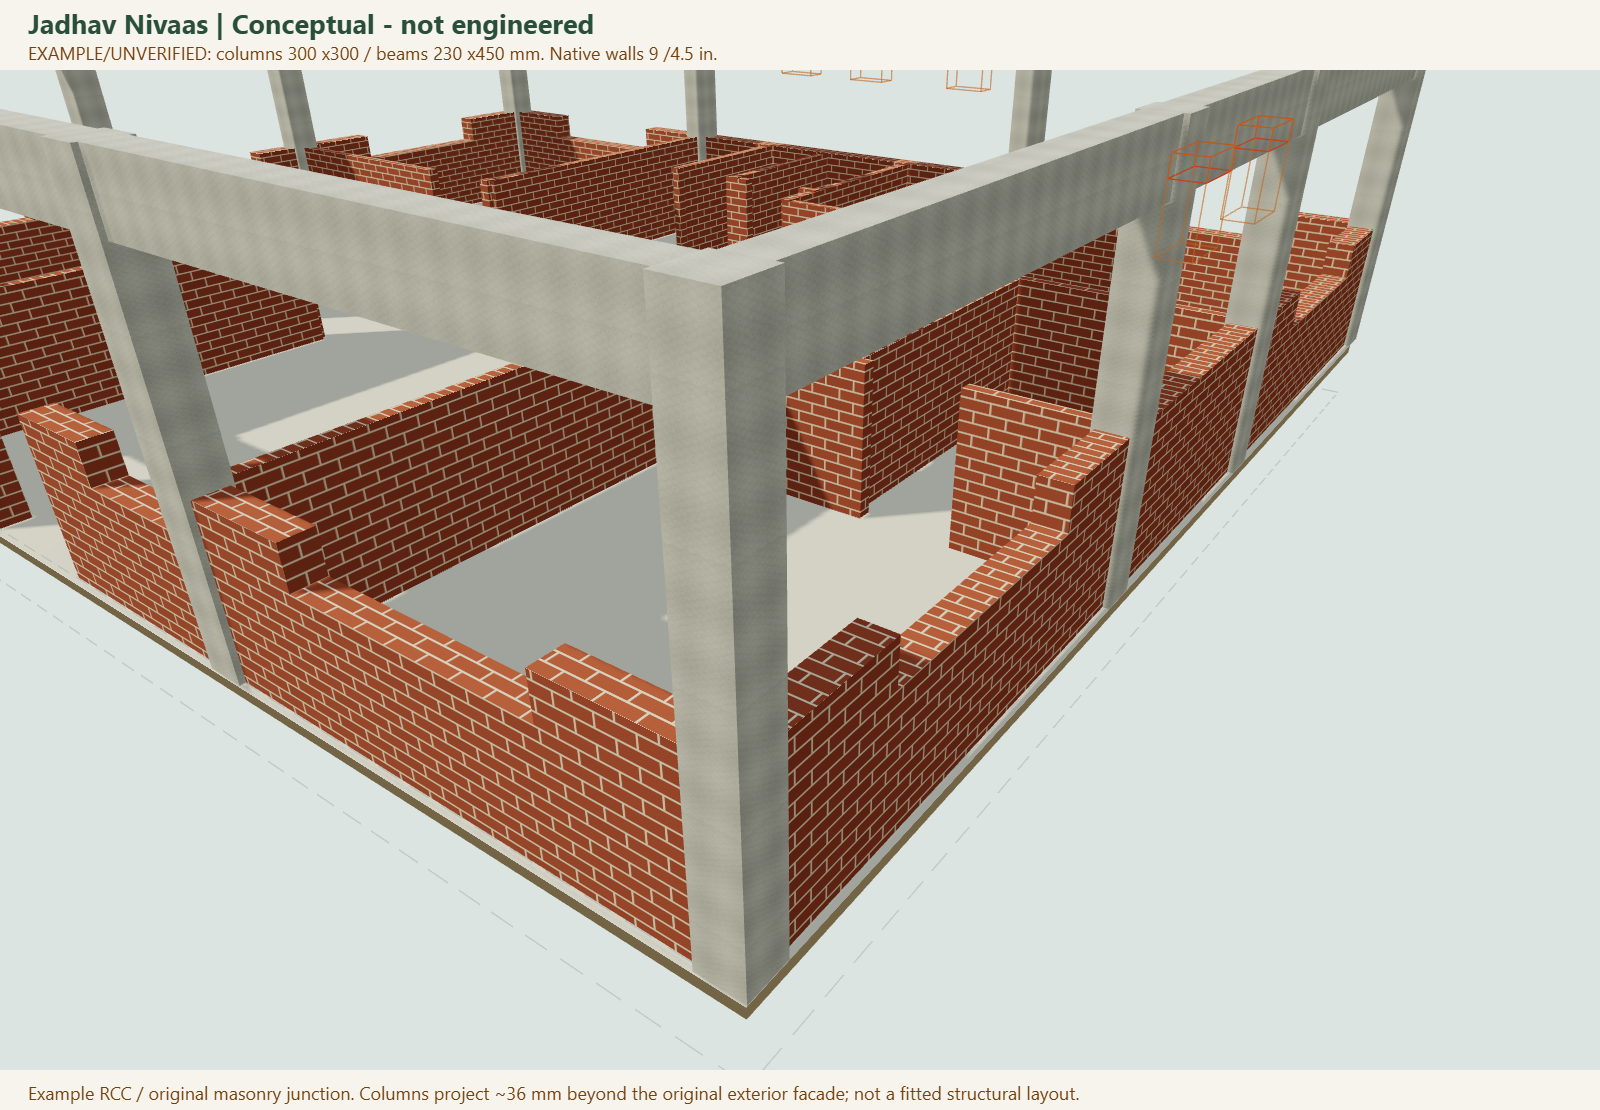 Jadhav Nivaas | Conceptual - not engineered
EXAMPLE/UNVERIFIED: columns 300 x300 / beams 230 x450 mm. Native walls 9 /4.5 in.
Example RCC / original masonry junction. Columns project ~36 mm beyond the original exterior facade; not a fitted structural layout.